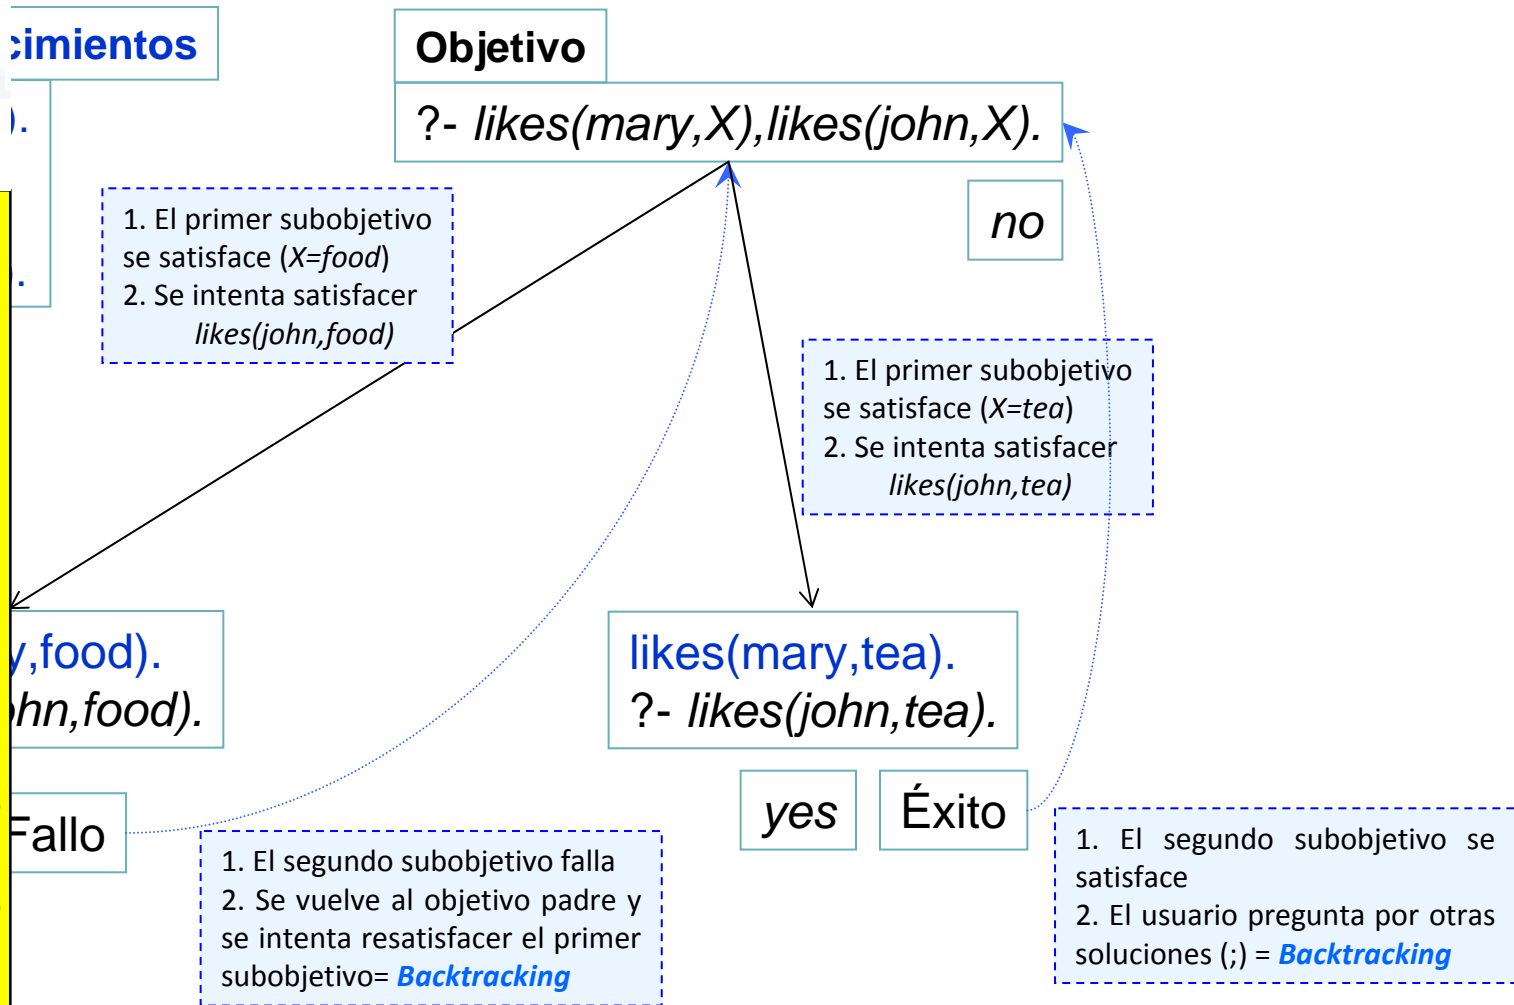 cimientos
Objetivo
?- likes(mary,X),likes(john,X).
).
.
no
1. El primer subobjetivo
se satisface (X=food)
2. Se intenta satisfacer
likes(john,food)
1. El primer subobjetivo
se satisface (X=tea)
2. Se intenta satisfacer
likes(john,tea)
y,food).
hn,food).
likes(mary,tea).
?- likes(john,tea).
Fallo
yes
Éxito
1. El segundo subobjetivo falla
2. Se vuelve al objetivo padre y
se intenta resatisfacer el primer
subobjetivo= Backtracking
1. El segundo subobjetivo se
satisface
2. El usuario pregunta por otras
soluciones (;) = Backtracking